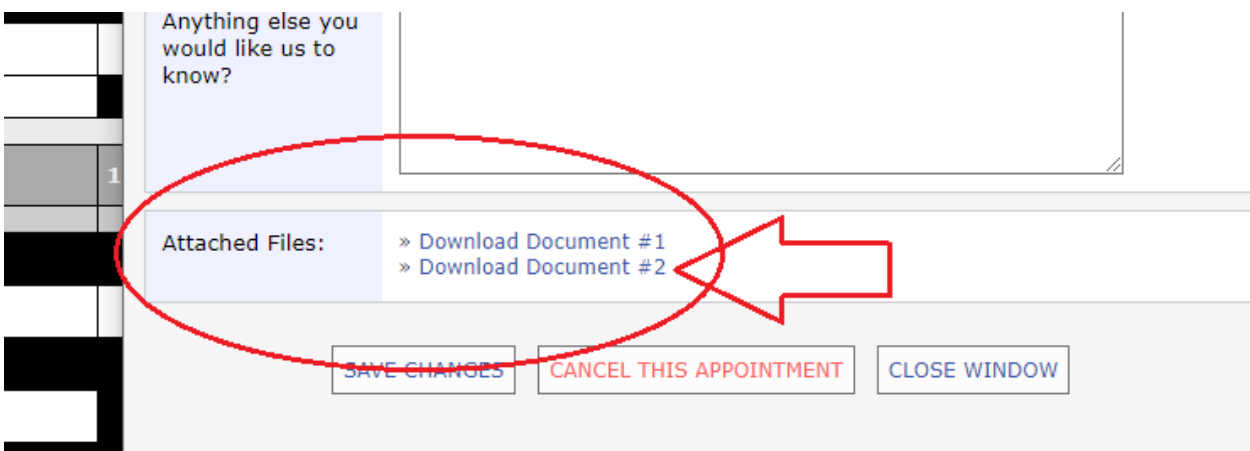 Anything else you
would like us to
know?
1
Attached Files:
» Download Document #1
» Download Document #2
SAVE CHANGES
CANCEL THIS APPOINTMENT
CLOSE WINDOW